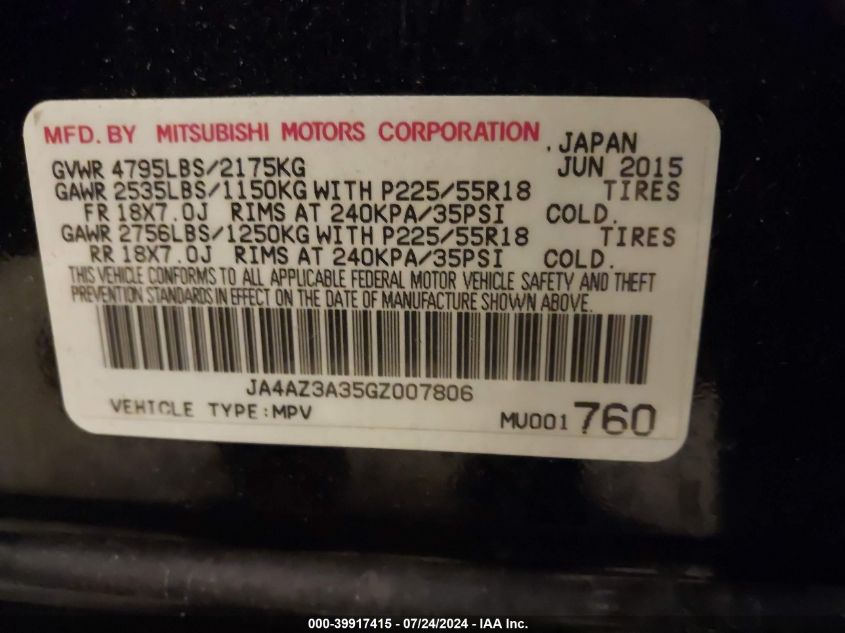 MFD. BY MITSUBISHI MOTORS CORPORATION . JAPAN
GVWR 4795LBS/2175KG JUN 2015
GAWR 2535LBS/1150KG WITH P225/55R18 TIRES
FR 18X7.0J RIMS AT 240KPA/35PSI COLD.
GAWR 2756LBS/1250KG WITH P225/55R18 TIRES
RR 18X7.0J RIMS AT 240KPA/35PSI COLD.
THIS VEHICLE CONFORMS TO ALL APPLICABLE FEDERAL MOTOR VEHICLE SAFETY AND THEFT
PREVENTION STANDARDS IN EFFECT ON THE DATE OF MANUFACTURE SHOWN ABOVE.
JA4AZ3A35GZ007806
VEHICLE TYPE:MPV MU001760
000-39917415 - 07/24/2024 - IAA Inc.